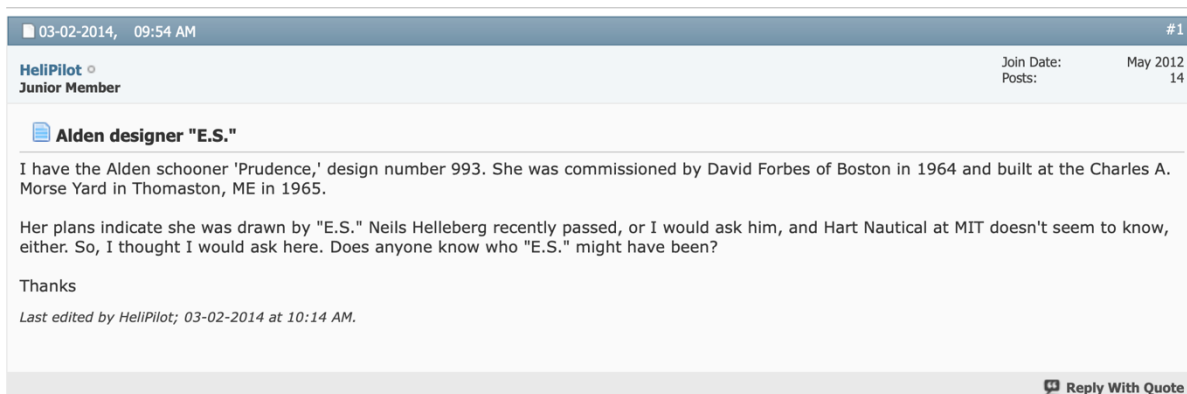 03-02-2014, 09:54 AM #1
HeliPilot
Junior Member
Join Date: May 2012
Posts: 14
Alden designer "E.S."
I have the Alden schooner 'Prudence,' design number 993. She was commissioned by David Forbes of Boston in 1964 and built at the Charles A.
Morse Yard in Thomaston, ME in 1965.
Her plans indicate she was drawn by "E.S." Neils Helleberg recently passed, or I would ask him, and Hart Nautical at MIT doesn't seem to know,
either. So, I thought I would ask here. Does anyone know who "E.S." might have been?
Thanks
Last edited by HeliPilot; 03-02-2014 at 10:14 AM.
Reply With Quote